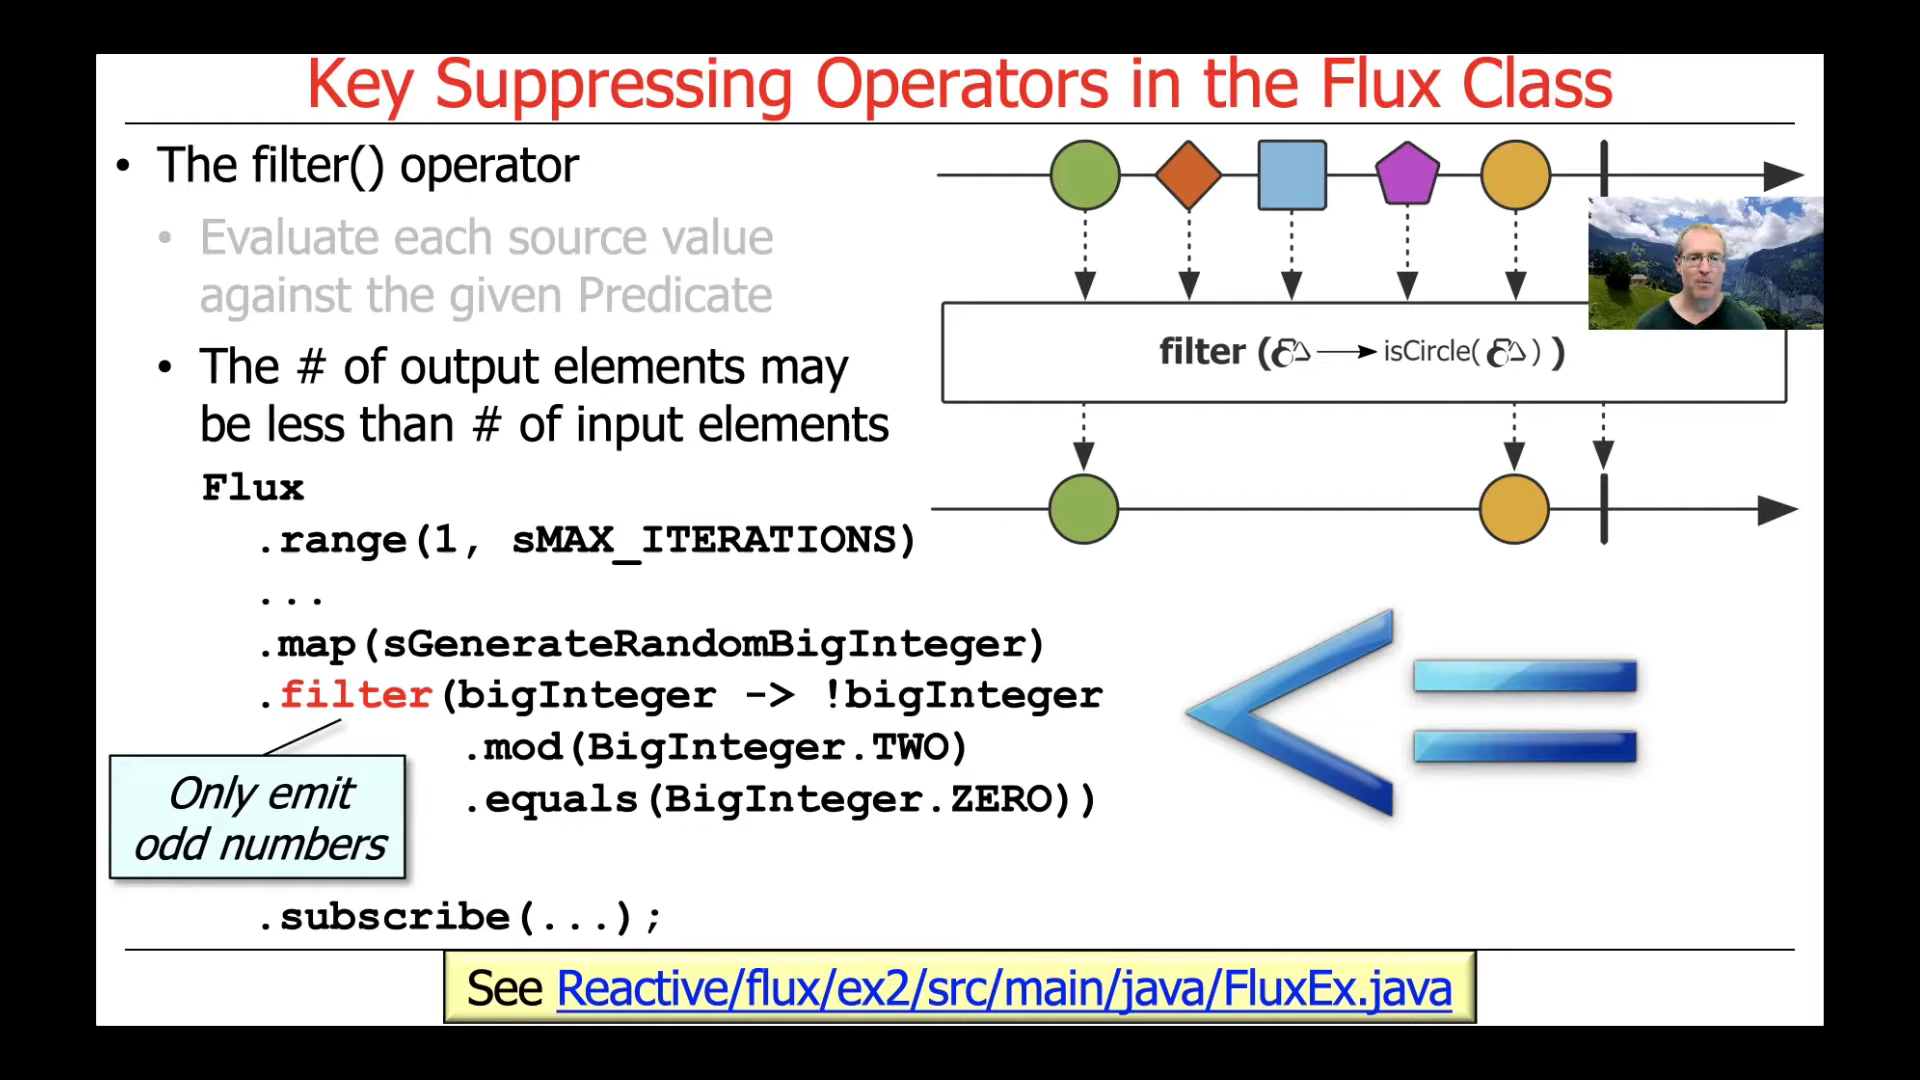 Key Suppressing Operators in the Flux Class
• The filter() operator
• Evaluate each source value
against the given Predicate
• The # of output elements may
be less than # of input elements
Flux
.range(1, sMAX_ITERATIONS)
...
.map(sGenerateRandomBigInteger)
.filter(bigInteger -> !bigInteger
.mod(BigInteger.TWO)
.equals(BigInteger.ZERO))
Only emit
odd numbers
.subscribe(...);
filter ( isCircle( ) )
<=
See Reactive/flux/ex2/src/main/java/FluxEx.java